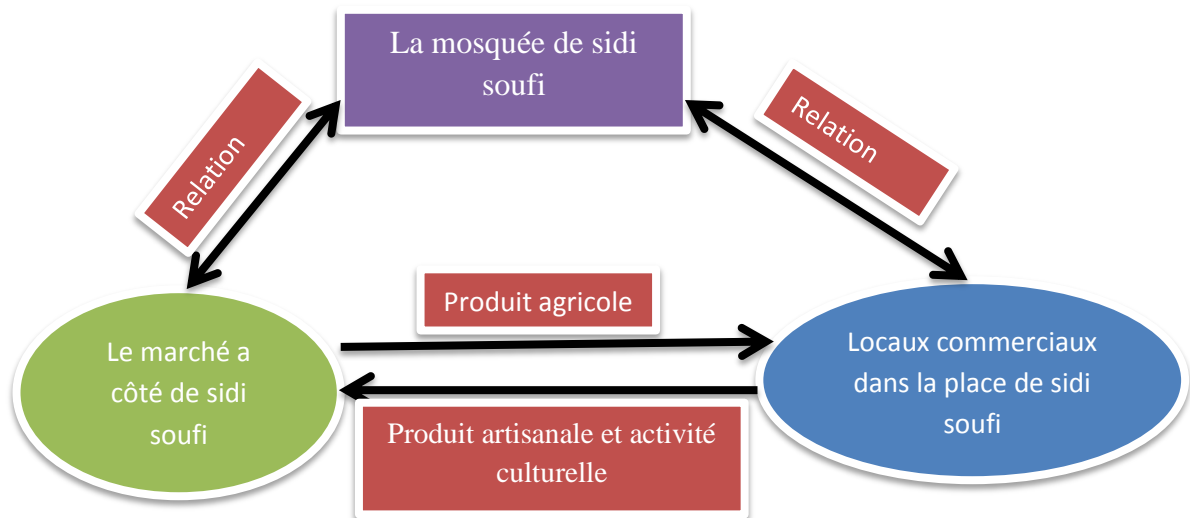 La mosquée de sidi
soufi
Relation
Relation
Produit agricole
Le marché a
côté de sidi
soufi
Locaux commerciaux
dans la place de sidi
soufi
Produit artisanale et activité
culturelle